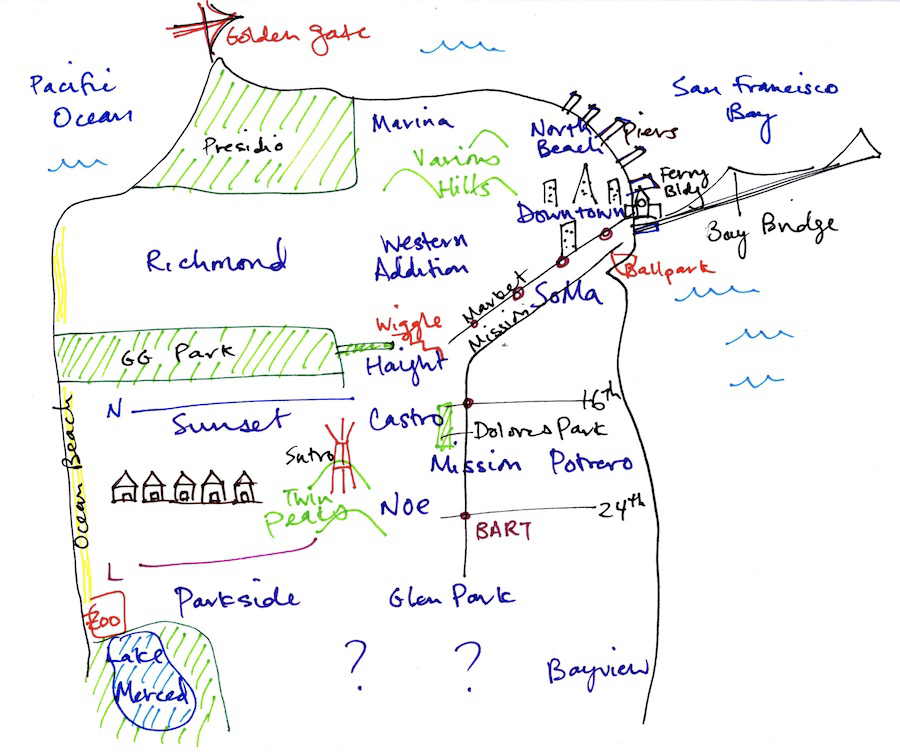 Golden gate
Pacific
Ocean
San Francisco
Bay
Presidio
Marina
North
Beach
Piers
Various
Hills
Ferry
Bldg
Downtown
Bay Bridge
Richmond
Western
Addition
Ballpark
Market
SoMa
Mission
Wiggle
GG Park
Haight
N
Sunset
Castro
16th
Dolores Park
Ocean Beach
Sutro
Mission
Potrero
Twin
Peaks
Noe
24th
BART
L
Parkside
Glen Park
Zoo
Lake
Merced
?
?
Bayview